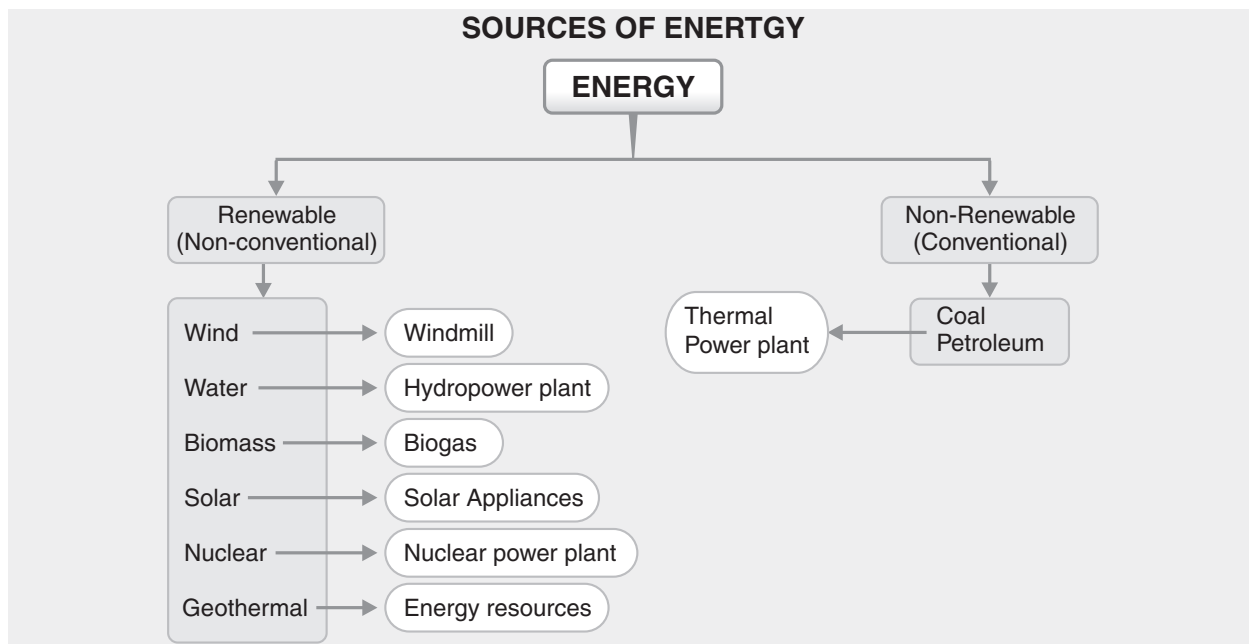 SOURCES OF ENERTGY
ENERGY
Renewable
(Non-conventional)
Non-Renewable
(Conventional)
Wind
Windmill
Water
Hydropower plant
Biomass
Biogas
Solar
Solar Appliances
Nuclear
Nuclear power plant
Geothermal
Energy resources
Thermal
Power plant
Coal
Petroleum